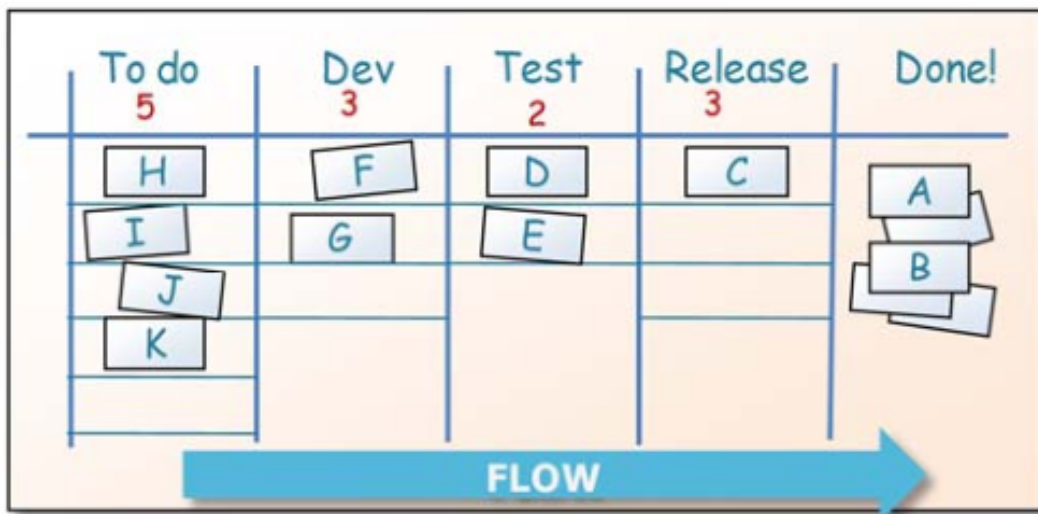 To do Dev Test Release Done!
5 3 2 3
H F D C A
I G E
B
J
K
FLOW